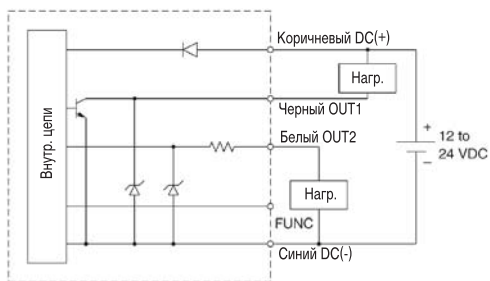 Коричневый DC(+)
Нагр.
Черный OUT1
Белый OUT2
+
12 to
24 VDC
–
Внутр. цепи
Нагр.
FUNC
Синий DC(-)